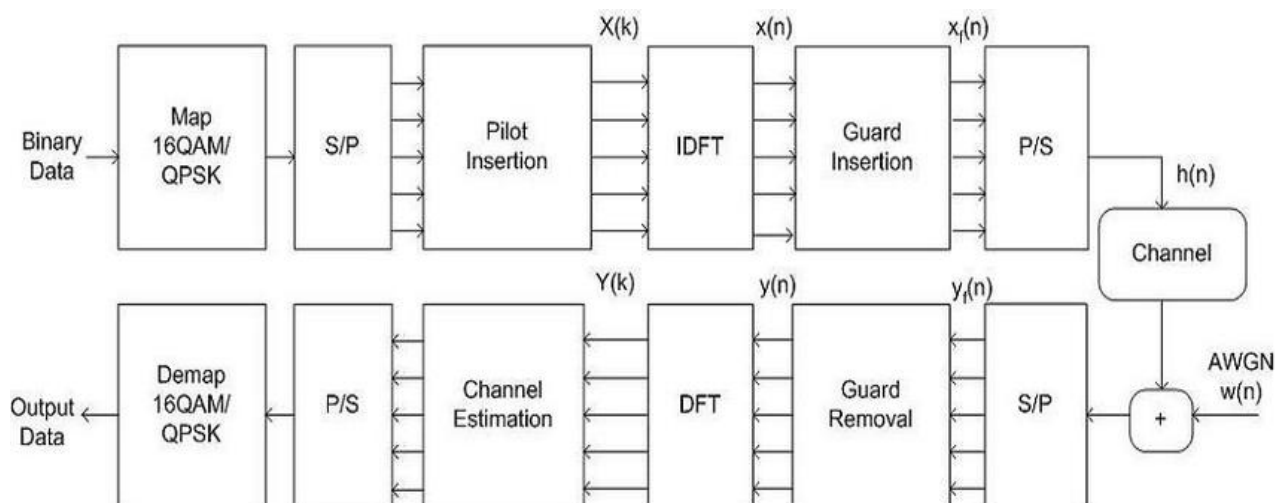 X(k)
x(n)
x_f(n)
Binary
Data
Map
16QAM/
QPSK
S/P
Pilot
Insertion
IDFT
Guard
Insertion
P/S
h(n)
Channel
Y(k)
y(n)
y_f(n)
Output
Data
Demap
16QAM/
QPSK
P/S
Channel
Estimation
DFT
Guard
Removal
S/P
+
AWGN
w(n)